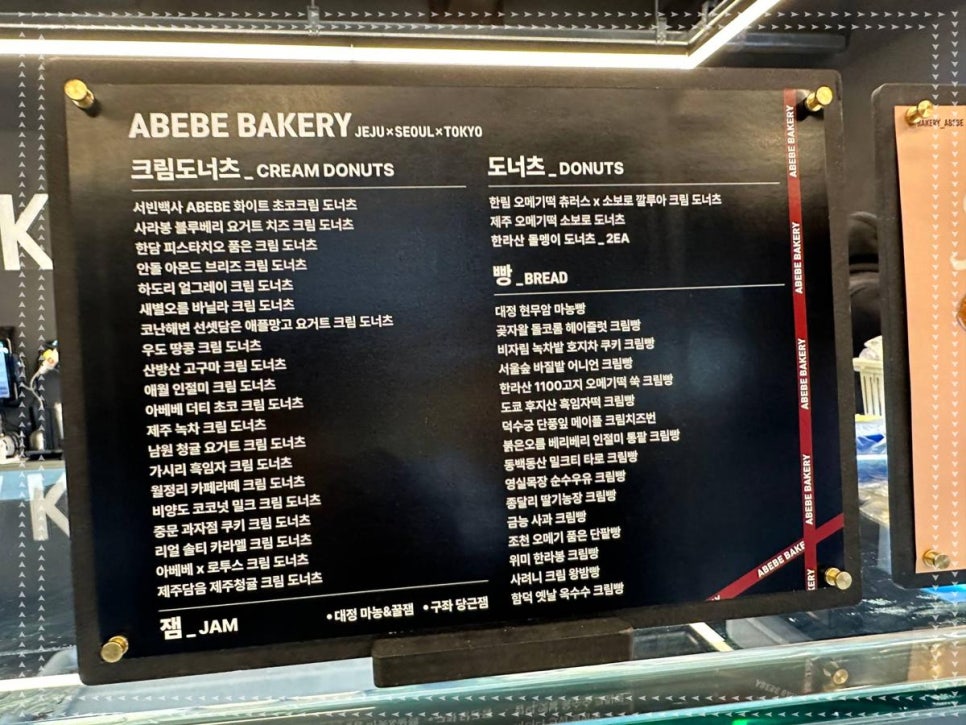 ABEBE BAKERY JEJU×SEOUL×TOKYO
크림도너츠_CREAM DONUTS
서빈백사 ABEBE 화이트 초코크림 도너츠
사라봉 블루베리 요거트 치즈 크림 도너츠
한담 피스타치오 품은 크림 도너츠
안돌 아몬드 브리즈 크림 도너츠
하도리 얼그레이 크림 도너츠
새별오름 바닐라 크림 도너츠
코난해변 선셋담은 애플망고 요거트 크림 도너츠
우도 땅콩 크림 도너츠
산방산 고구마 크림 도너츠
애월 인절미 크림 도너츠
아베베 더티 초코 크림 도너츠
제주 녹차 크림 도너츠
남원 청귤 요거트 크림 도너츠
가시리 흑임자 크림 도너츠
월정리 카페라떼 크림 도너츠
비양도 코코넛 밀크 크림 도너츠
중문 과자점 쿠키 크림 도너츠
리얼 솔티 카라멜 크림 도너츠
아베베 x 로투스 크림 도너츠
제주담음 제주청귤 크림 도너츠
잼_JAM
•대정 마농&꿀잼 •구좌 당근잼
도너츠_DONUTS
한림 오메기떡 츄러스 x 소보로 깔루아 크림 도너츠
제주 오메기떡 소보로 도너츠
한라산 돌멩이 도너츠_2EA
빵_BREAD
대정 현무암 마농빵
곶자왈 돌코롬 헤이즐럿 크림빵
비자림 녹차밭 호지차 쿠키 크림빵
서울숲 바질밭 어니언 크림빵
한라산 1100고지 오메기떡 쑥 크림빵
도쿄 후지산 흑임자떡 크림빵
덕수궁 단풍잎 메이플 크림치즈번
붉은오름 베리베리 인절미 통팥 크림빵
동백동산 밀크티 타로 크림빵
영실목장 순수우유 크림빵
종달리 딸기농장 크림빵
금능 사과 크림빵
조천 오메기 품은 단팥빵
위미 한라봉 크림빵
사려니 크림 왕밤빵
함덕 옛날 옥수수 크림빵
ABEBE BAKERY
ABEBE BAKERY
ABEBE BAKERY
ABEBE BAKERY
ABEBE BAKE
ERY
BAKERY_ABEBE
K
K